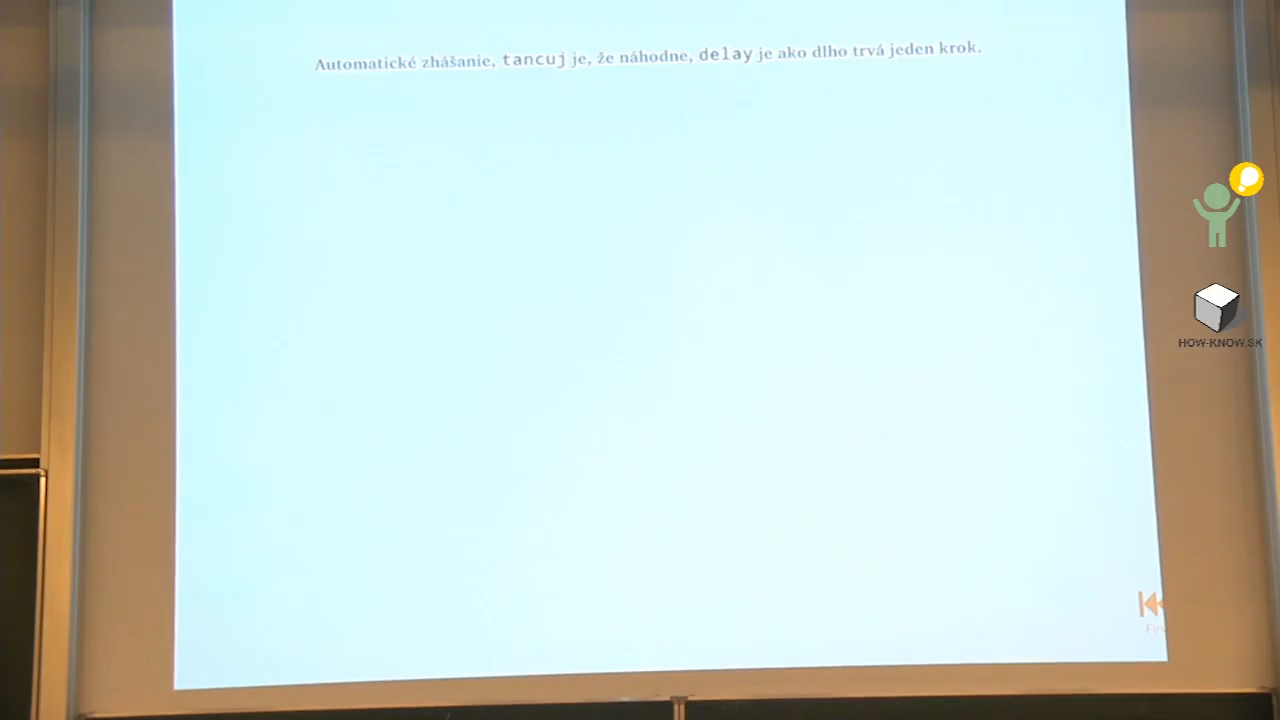 Automatické zhášanie, tancuj je, že náhodne, delay je ako dlho trvá jeden krok.
HOW-KNOW.SK